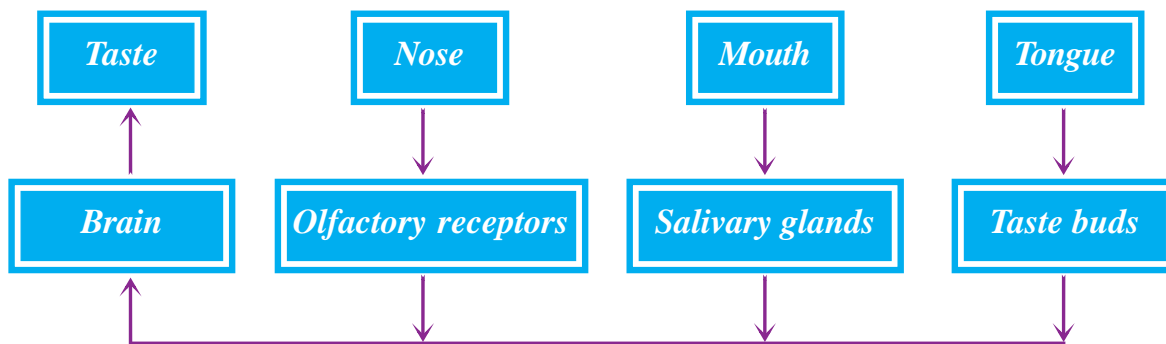 Taste
Nose
Mouth
Tongue
Brain
Olfactory receptors
Salivary glands
Taste buds